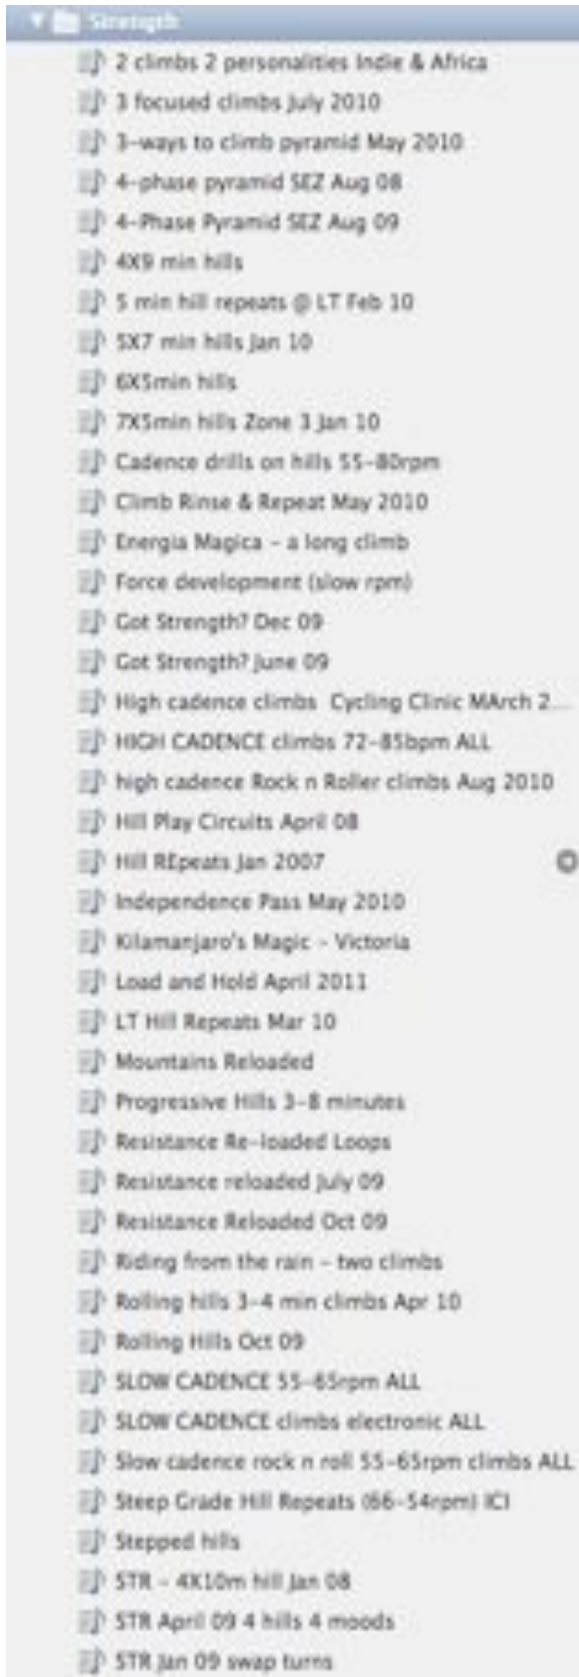 Strength
2 climbs 2 personalities Indie & Africa
3 focused climbs July 2010
3-ways to climb pyramid May 2010
4-phase pyramid SEZ Aug 08
4-Phase Pyramid SEZ Aug 09
4X9 min hills
5 min hill repeats @ LT Feb 10
5X7 min hills Jan 10
6X5min hills
7X5min hills Zone 3 Jan 10
Cadence drills on hills 55-80rpm
Climb Rinse & Repeat May 2010
Energia Magica - a long climb
Force development (slow rpm)
Got Strength? Dec 09
Got Strength? June 09
High cadence climbs  Cycling Clinic MArch 2...
HIGH CADENCE climbs 72-85bpm ALL
high cadence Rock n Roller climbs Aug 2010
Hill Play Circuits April 08
Hill REpeats Jan 2007
Independence Pass May 2010
Kilamanjaro's Magic - Victoria
Load and Hold April 2011
LT Hill Repeats Mar 10
Mountains Reloaded
Progressive Hills 3-8 minutes
Resistance Re-loaded Loops
Resistance reloaded July 09
Resistance Reloaded Oct 09
Riding from the rain - two climbs
Rolling hills 3-4 min climbs Apr 10
Rolling Hills Oct 09
SLOW CADENCE 55-65rpm ALL
SLOW CADENCE climbs electronic ALL
Slow cadence rock n roll 55-65rpm climbs ALL
Steep Grade Hill Repeats (66-54rpm) ICI
Stepped hills
STR - 4X10m hill Jan 08
STR April 09 4 hills 4 moods
STR Jan 09 swap turns